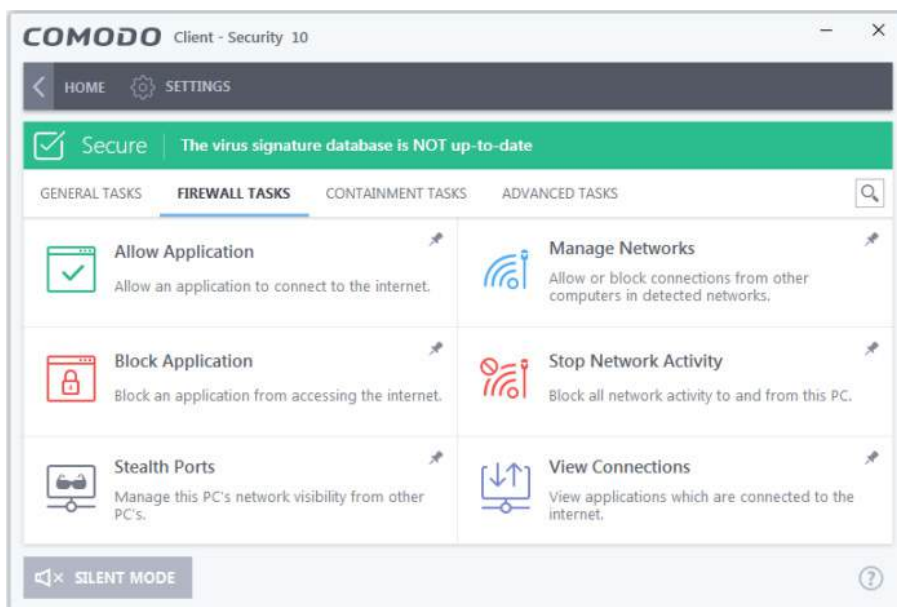 COMODO Client - Security 10
HOME SETTINGS
Secure The virus signature database is NOT up-to-date
GENERAL TASKS FIREWALL TASKS CONTAINMENT TASKS ADVANCED TASKS
Allow Application
Allow an application to connect to the internet.
Manage Networks
Allow or block connections from other
computers in detected networks.
Block Application
Block an application from accessing the internet.
Stop Network Activity
Block all network activity to and from this PC.
Stealth Ports
Manage this PC's network visibility from other
PC's.
View Connections
View applications which are connected to the
internet.
SILENT MODE
?